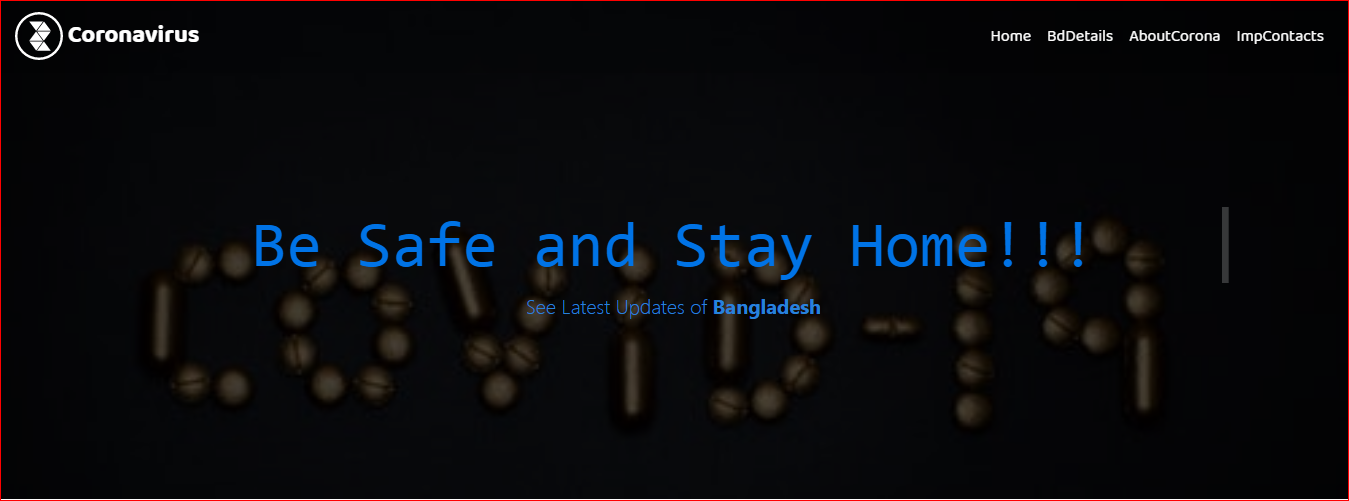 Coronavirus
Home BdDetails AboutCorona ImpContacts
Be Safe and Stay Home!!!
See Latest Updates of Bangladesh
COVID-19